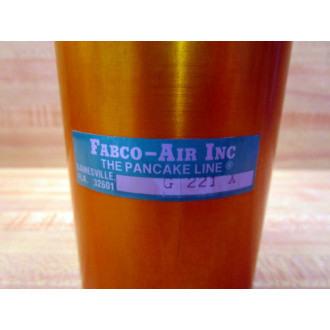 FABCO-AIR INC
THE PANCAKE LINE ®
GAINESVILLE,
FLA. 32601
G 221 X